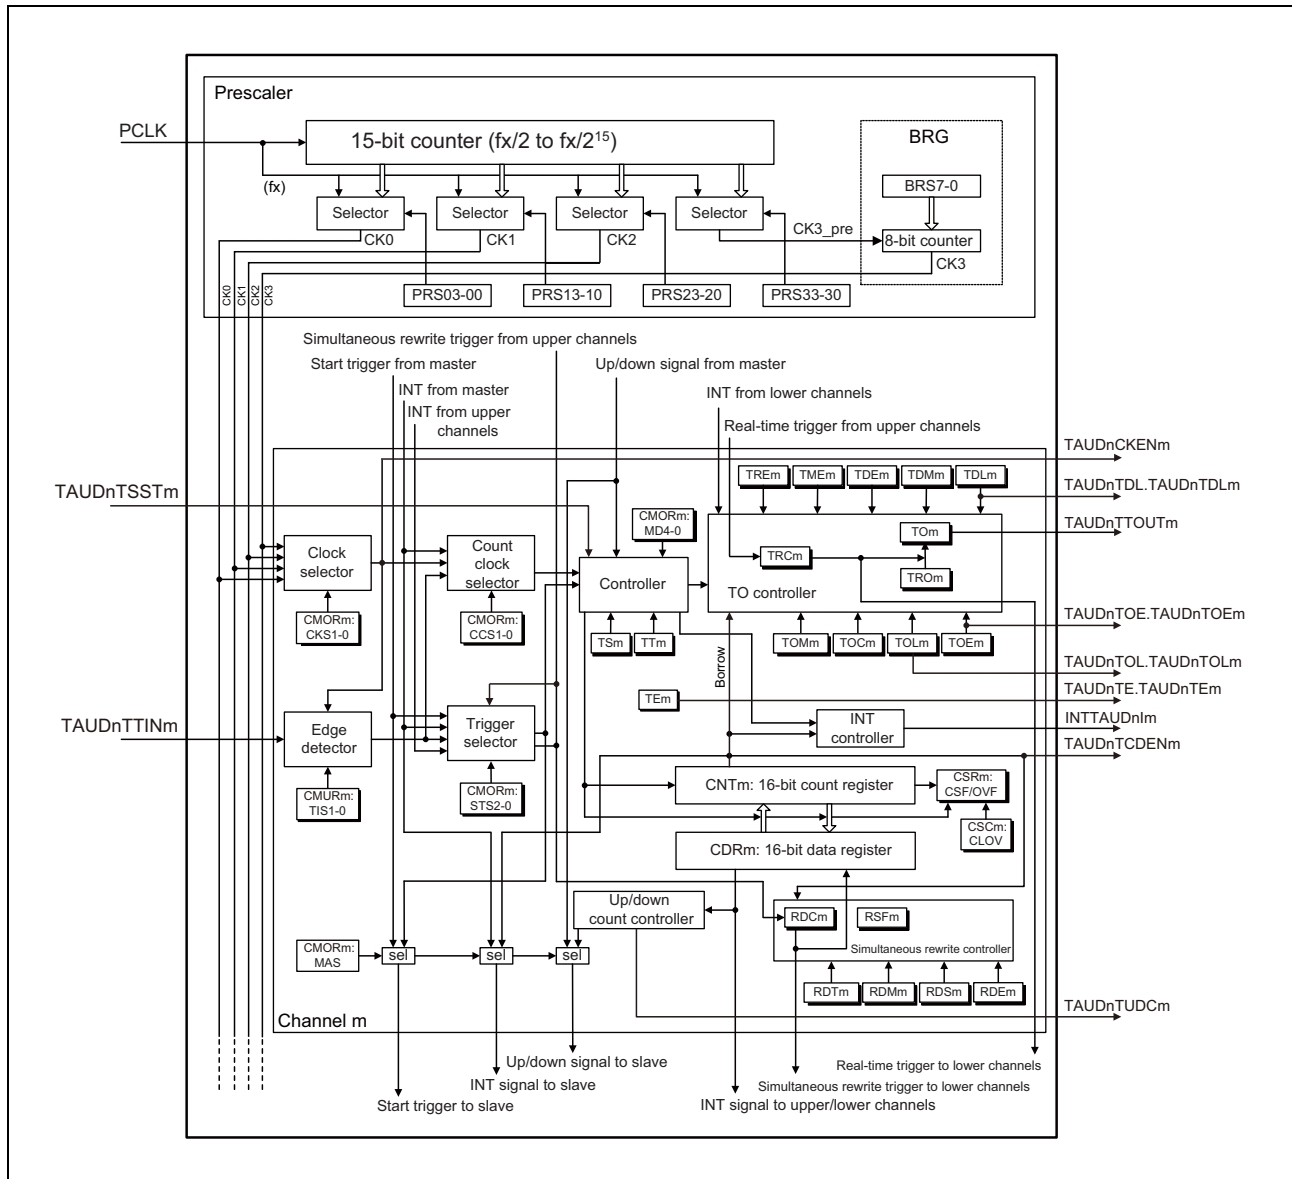 Prescaler
PCLK
15-bit counter (fx/2 to fx/2¹⁵)
BRG
(fx)
BRS7-0
Selector
Selector
Selector
Selector
CK3_pre
8-bit counter
CK0
CK1
CK2
CK3
CK0
CK1
CK2
CK3
PRS03-00
PRS13-10
PRS23-20
PRS33-30
Simultaneous rewrite trigger from upper channels
Start trigger from master
Up/down signal from master
INT from master
INT from lower channels
INT from upper
channels
Real-time trigger from upper channels
TAUDnCKENm
TAUDnTSSTm
TREm
TMEm
TDEm
TDMm
TDLm
TAUDnTDL.TAUDnTDLm
CMORm:
MD4-0
TOm
TAUDnTTOUTm
Clock
selector
Count
clock
selector
Controller
TRCm
TROm
TO controller
CMORm:
CKS1-0
CMORm:
CCS1-0
TSm
TTm
TOMm
TOCm
TOLm
TOEm
TAUDnTOE.TAUDnTOEm
TAUDnTOL.TAUDnTOLm
Borrow
TEm
TAUDnTE.TAUDnTEm
TAUDnTTINm
Edge
detector
Trigger
selector
INT
controller
INTTAUDnIm
TAUDnTCDENm
CMURm:
TIS1-0
CMORm:
STS2-0
CNTm: 16-bit count register
CSRm:
CSF/OVF
CSCm:
CLOV
CDRm: 16-bit data register
Up/down
count controller
RDCm
RSFm
Simultaneous rewrite controller
CMORm:
MAS
sel
sel
sel
RDTm
RDMm
RDSm
RDEm
TAUDnTUDCm
Channel m
Up/down signal to slave
Real-time trigger to lower channels
INT signal to slave
Simultaneous rewrite trigger to lower channels
Start trigger to slave
INT signal to upper/lower channels